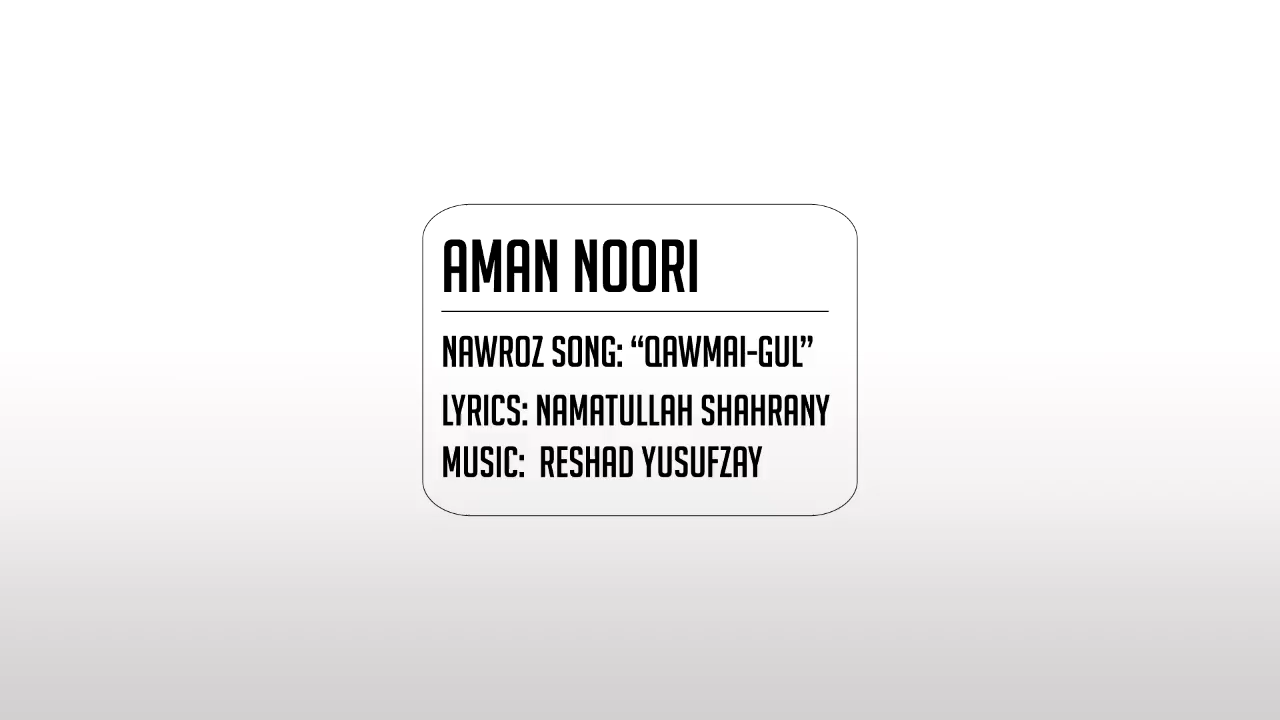 AMAN NOORI
NAWROZ SONG: “QAWMAI-GUL”
LYRICS: NAMATULLAH SHAHRANY
MUSIC: RESHAD YUSUFZAY